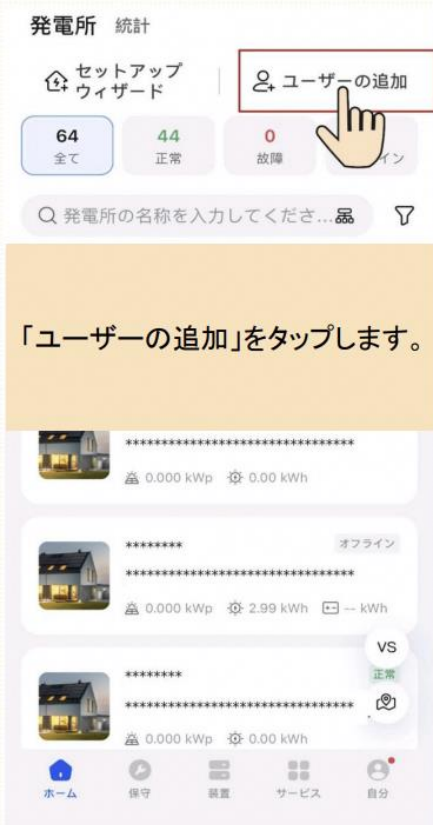 発電所 統計
セットアップ
ウィザード
ユーザーの追加
64 44 0
全て 正常 故障 イン
発電所の名称を入力してくださ...
「ユーザーの追加」をタップします。
*********************************
0.000 kWp 0.00 kWh
******** オフライン
*********************************
0.000 kWp 2.99 kWh -- kWh
VS
******** 正常
*********************************
0.000 kWp 0.00 kWh
ホーム 保守 装置 サービス 自分